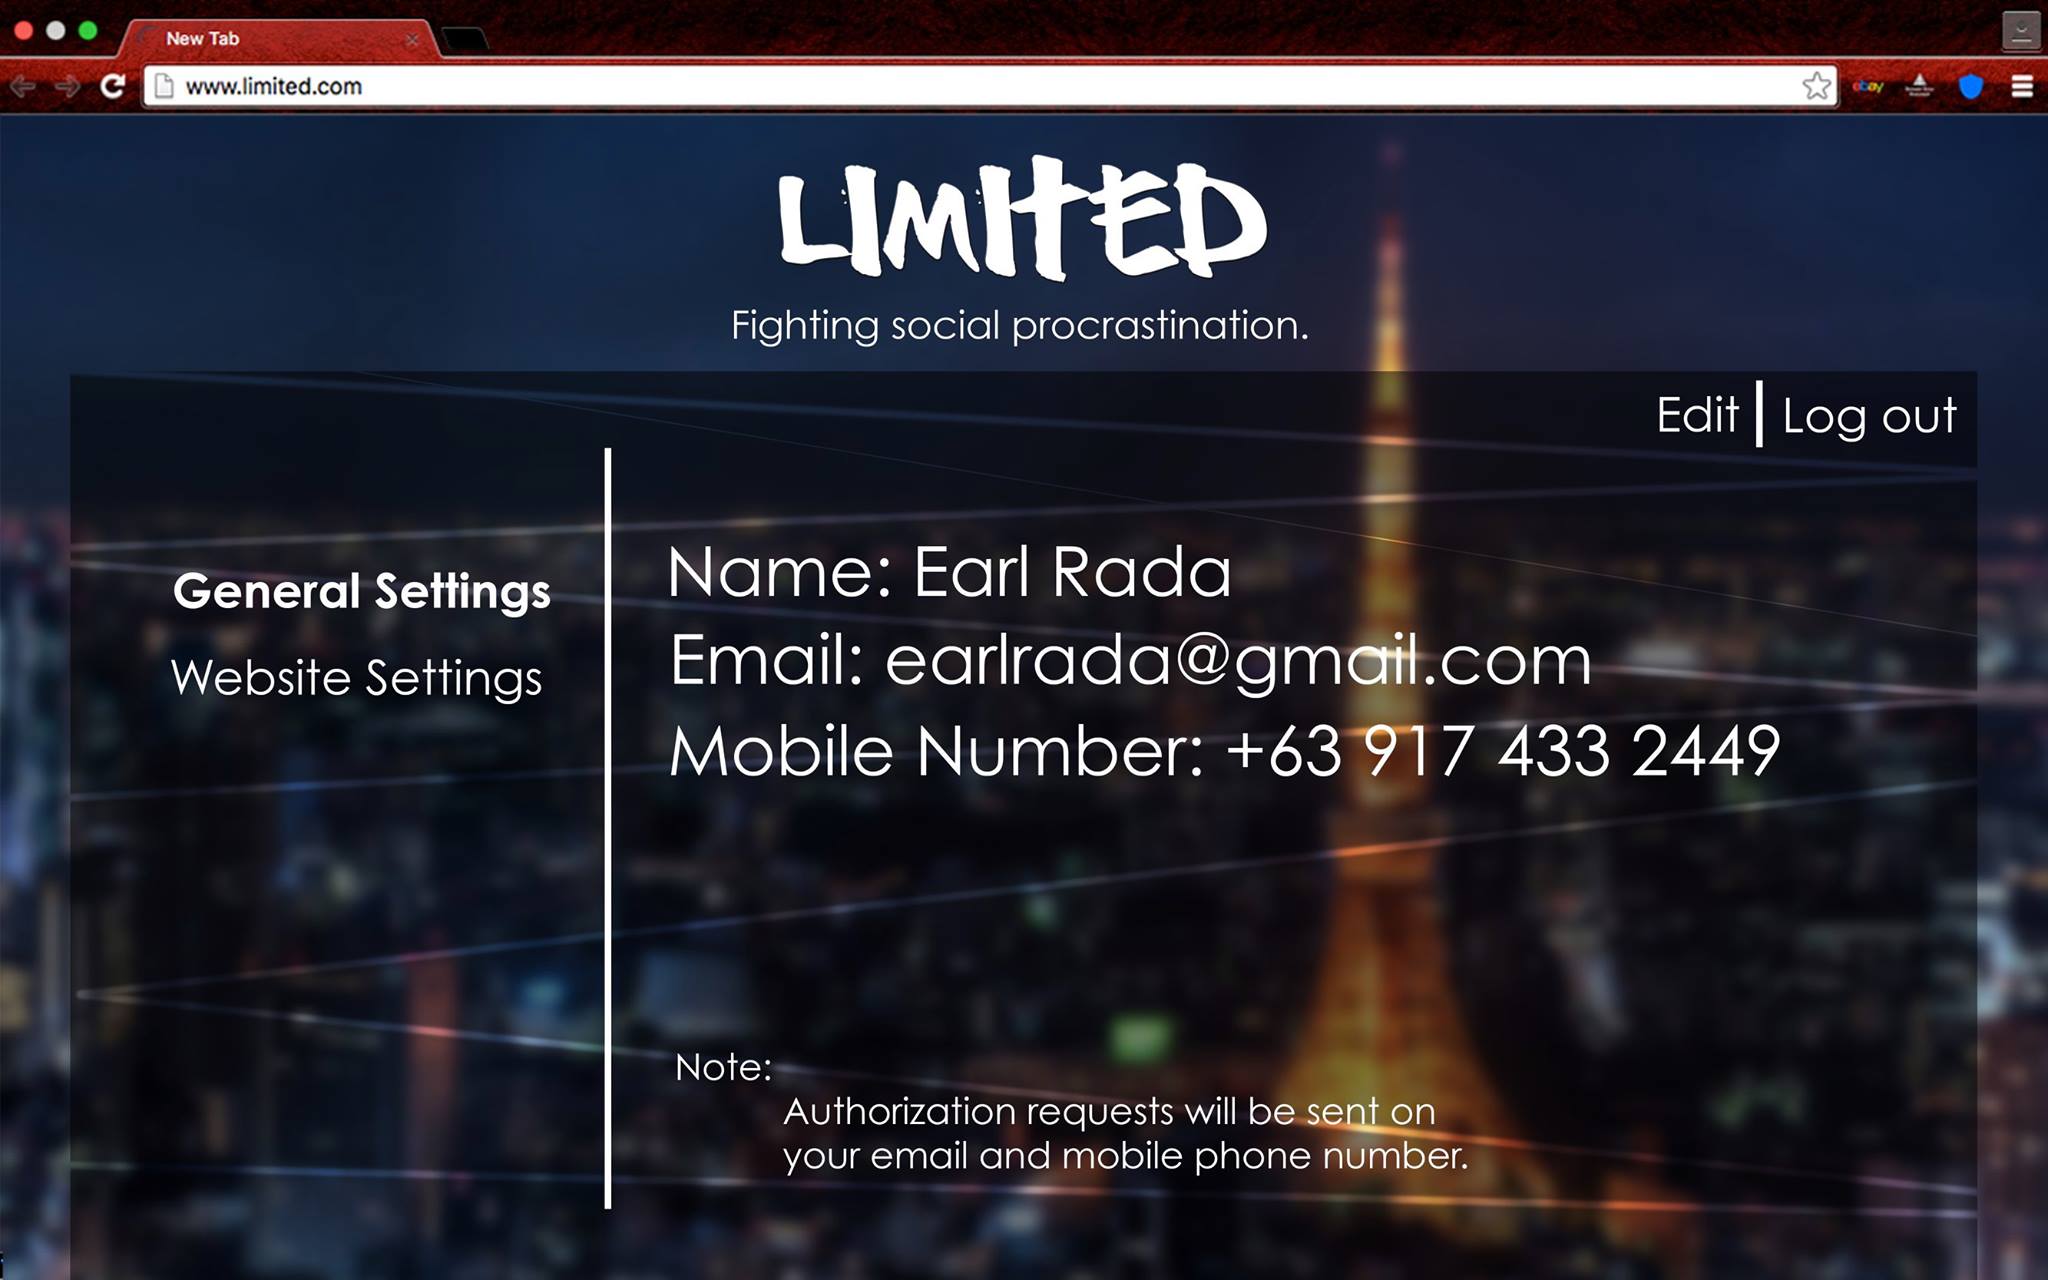 New Tab
www.limited.com
ebay
LIMITED
Fighting social procrastination.
Edit | Log out
General Settings
Website Settings
Name: Earl Rada
Email: earlrada@gmail.com
Mobile Number: +63 917 433 2449
Note:
Authorization requests will be sent on
your email and mobile phone number.